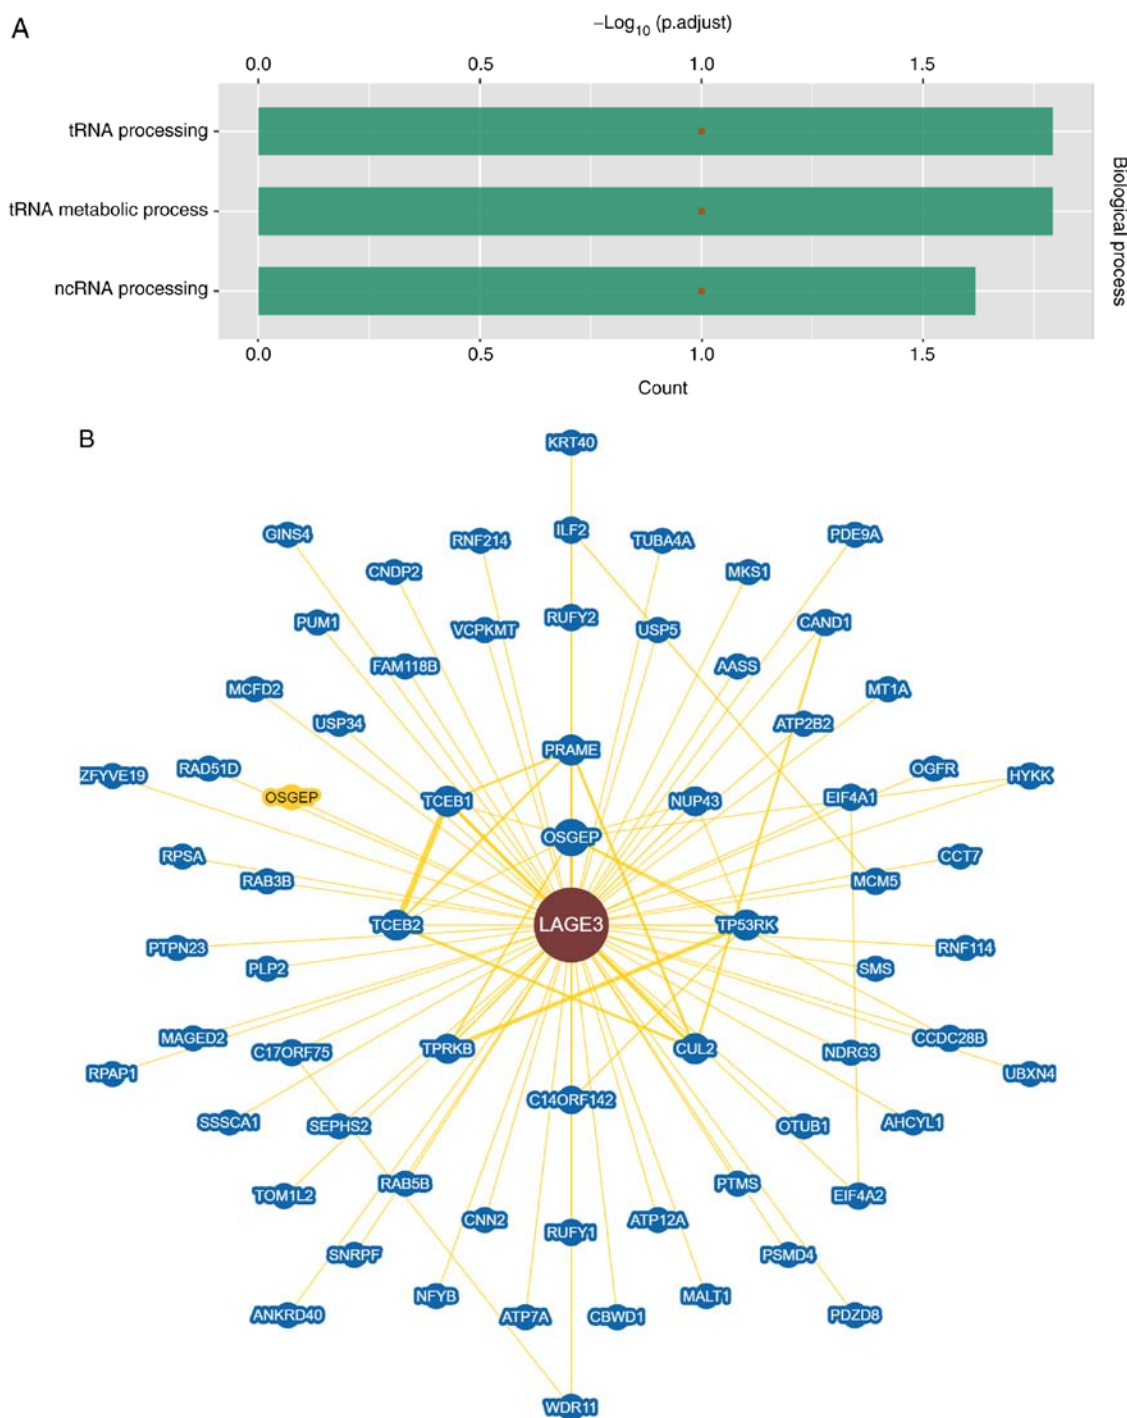 A
−Log10 (p.adjust)
0.0 0.5 1.0 1.5
tRNA processing
tRNA metabolic process
ncRNA processing
Biological process
0.0 0.5 1.0 1.5
Count
B
KRT40
GINS4 RNF214 ILF2 TUBA4A PDE9A
CNDP2 MKS1
PUM1 VCPKMT RUFY2 USP5 CAND1
FAM118B AASS
MCFD2 MT1A
USP34 ATP2B2
PRAME
ZFYVE19 RAD51D OGFR HYKK
OSGEP TCEB1 NUP43 EIF4A1
OSGEP
RPSA CCT7
RAB3B MCM5
TCEB2 LAGE3 TP53RK
PTPN23 RNF114
PLP2 SMS
MAGED2 CCDC28B
C17ORF75 TPRKB CUL2 NDRG3
RPAP1 UBXN4
C14ORF142
SSSCA1 SEPHS2 OTUB1 AHCYL1
TOM1L2 RAB5B PTMS EIF4A2
CNN2 ATP12A
RUFY1
SNRPF PSMD4
NFYB MALT1
ANKRD40 ATP7A CBWD1 PDZD8
WDR11